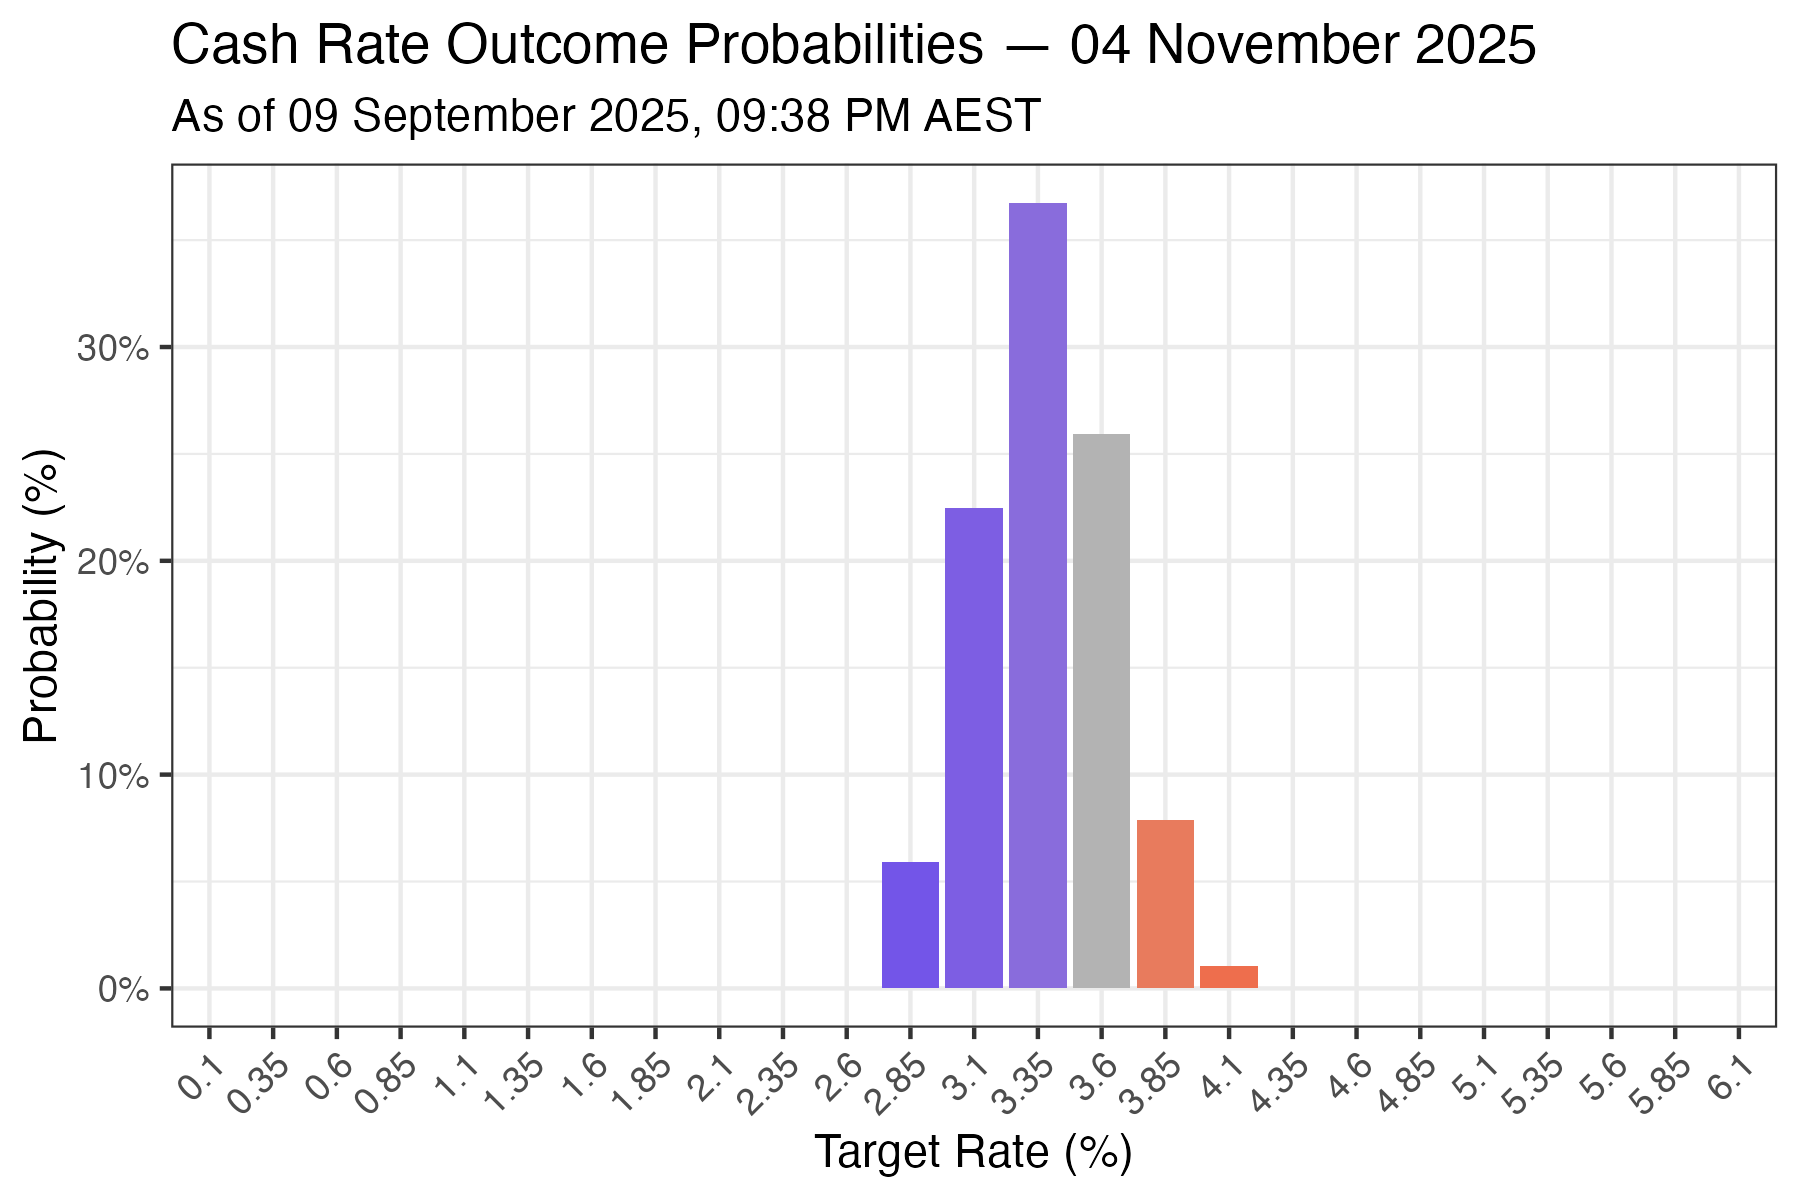 Cash Rate Outcome Probabilities — 04 November 2025
As of 09 September 2025, 09:38 PM AEST
Probability (%)
30%
20%
10%
0%
0.1 0.35 0.6 0.85 1.1 1.35 1.6 1.85 2.1 2.35 2.6 2.85 3.1 3.35 3.6 3.85 4.1 4.35 4.6 4.85 5.1 5.35 5.6 5.85 6.1
Target Rate (%)